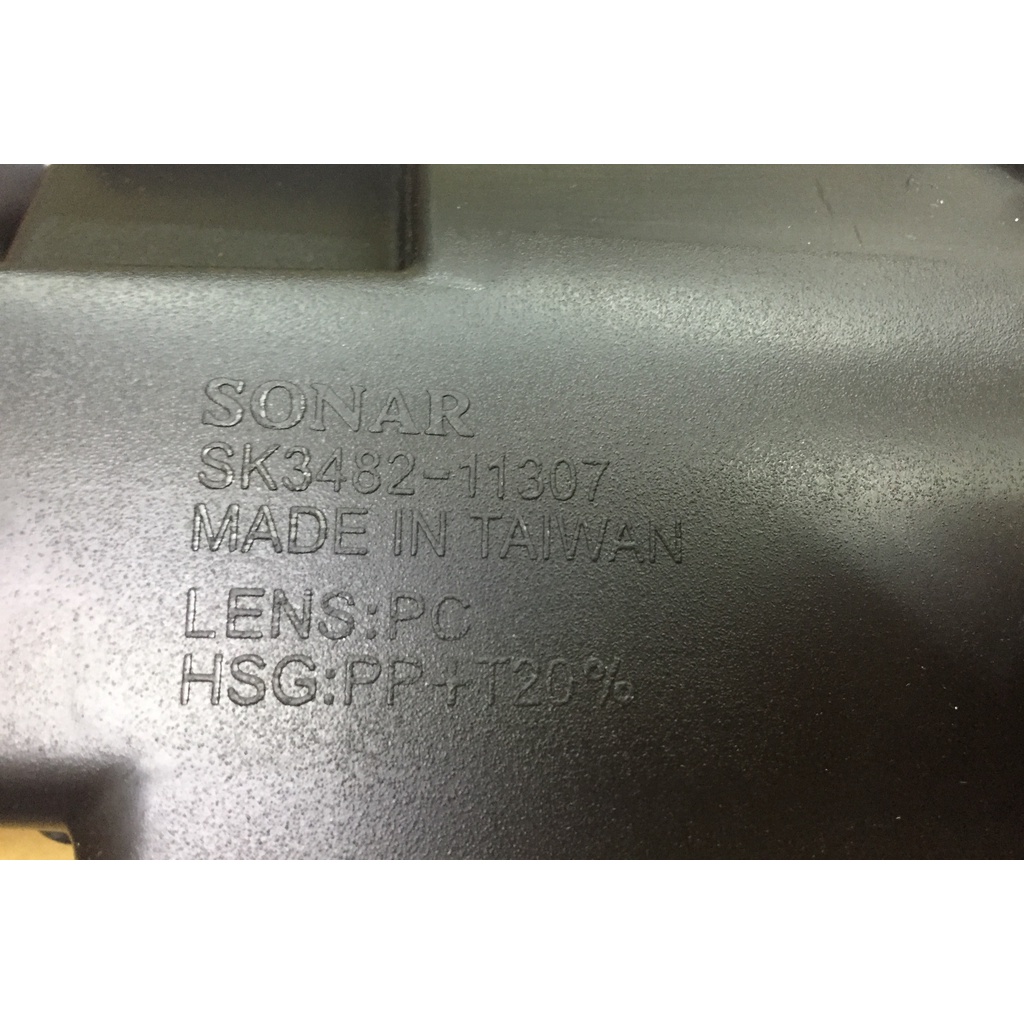 SONAR
SK3482-11307
MADE IN TAIWAN
LENS:PC
HSG:PP+T20%